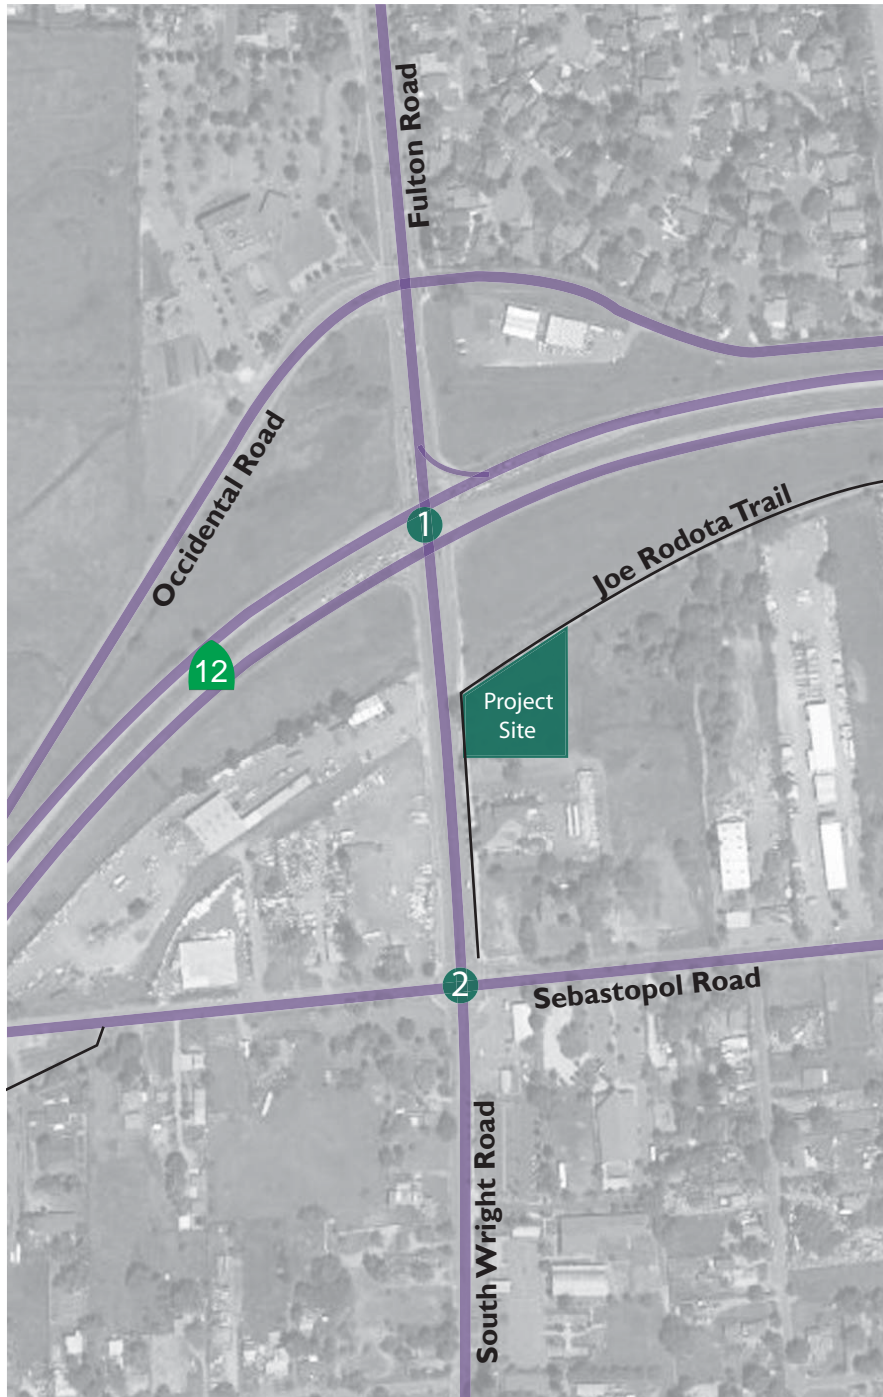 Fulton Road
Occidental Road
1
Joe Rodota Trail
12
Project
Site
2
Sebastopol Road
South Wright Road